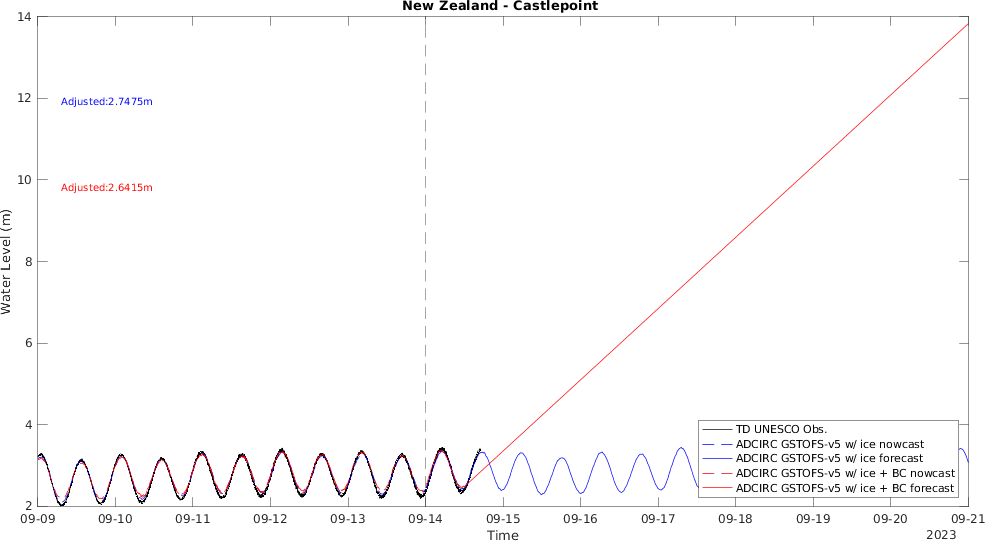 New Zealand - Castlepoint
14
12
10
8
6
4
2
Water Level (m)
Adjusted:2.7475m
Adjusted:2.6415m
TD UNESCO Obs.
ADCIRC GSTOFS-v5 w/ ice nowcast
ADCIRC GSTOFS-v5 w/ ice forecast
ADCIRC GSTOFS-v5 w/ ice + BC nowcast
ADCIRC GSTOFS-v5 w/ ice + BC forecast
09-09 09-10 09-11 09-12 09-13 09-14 09-15 09-16 09-17 09-18 09-19 09-20 09-21
Time
2023